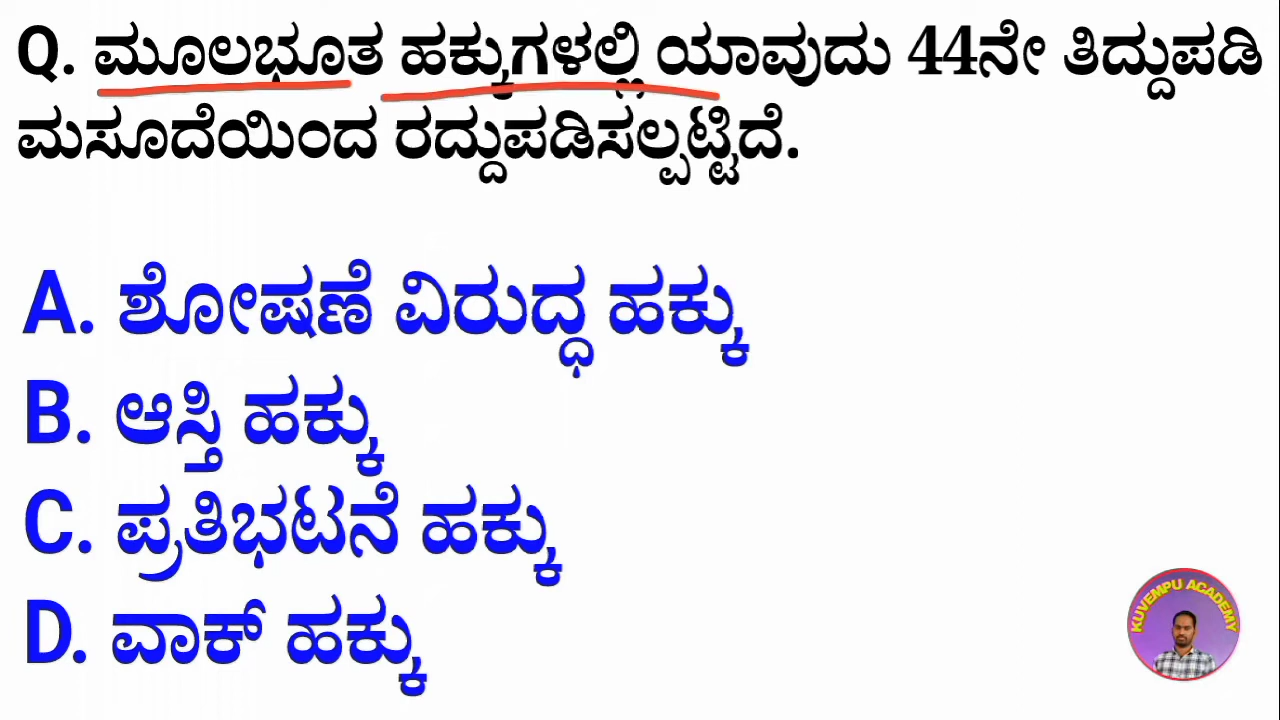 Q. ಮೂಲಭೂತ ಹಕ್ಕುಗಳಲ್ಲಿ ಯಾವುದು 44ನೇ ತಿದ್ದುಪಡಿ
ಮಸೂದೆಯಿಂದ ರದ್ದುಪಡಿಸಲ್ಪಟ್ಟಿದೆ.
A. ಶೋಷಣೆ ವಿರುದ್ಧ ಹಕ್ಕು
B. ಆಸ್ತಿ ಹಕ್ಕು
C. ಪ್ರತಿಭಟನೆ ಹಕ್ಕು
D. ವಾಕ್ ಹಕ್ಕು
KUVEMPU ACADEMY